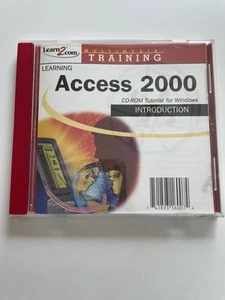 Learn2.com
MULTIMEDIA
TRAINING
LEARNING
Access 2000
CD-ROM Tutorial for Windows
INTRODUCTION